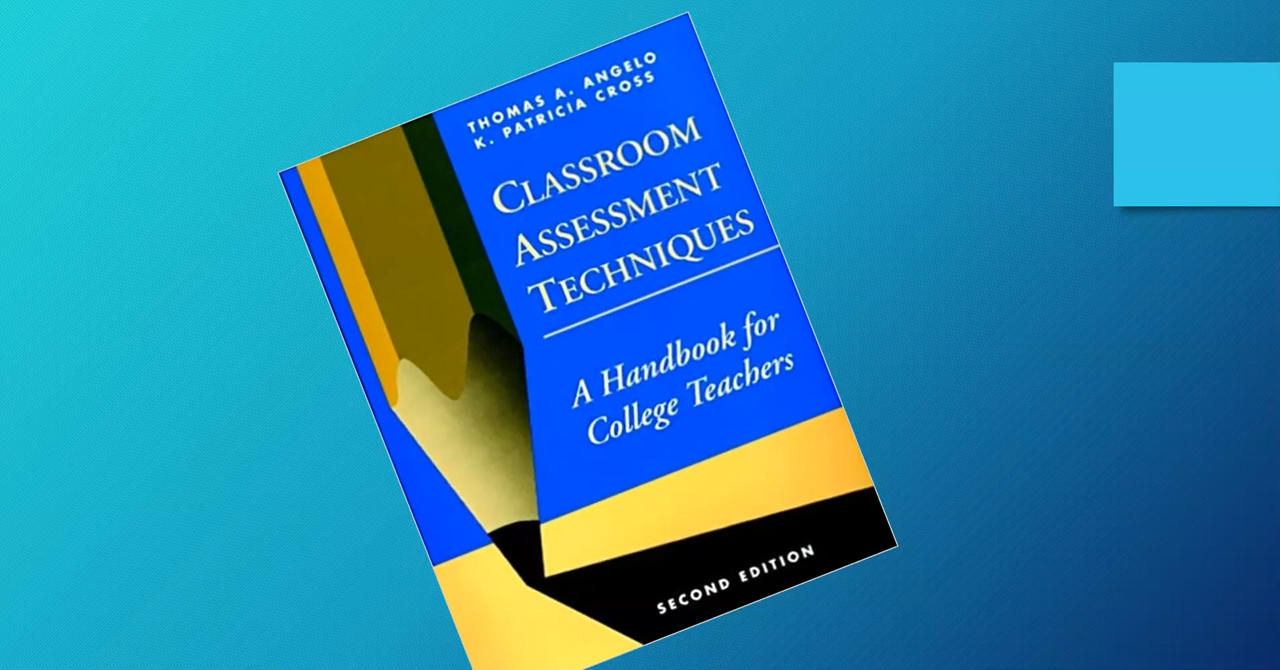 THOMAS A. ANGELO
K. PATRICIA CROSS
CLASSROOM
ASSESSMENT
TECHNIQUES
A Handbook for
College Teachers
SECOND EDITION